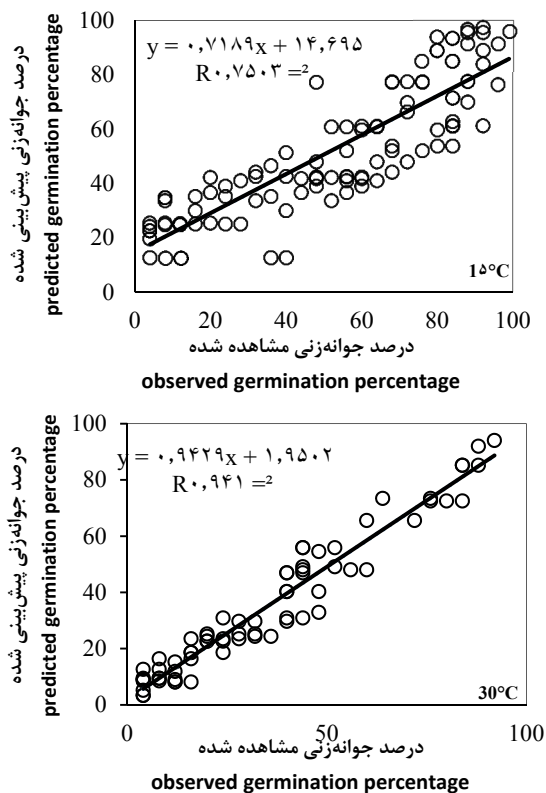 درصد جوانه‌زنی پیش‌بینی شده
predicted germination percentage
100
80
60
40
20
0
y = ۰,۷۱۸۹x + ۱۴,۶۹۵
R۰,۷۵۰۳ =²
1۵°C
0 20 40 60 80 100
درصد جوانه‌زنی مشاهده شده
observed germination percentage
درصد جوانه‌زنی پیش‌بینی شده
predicted germination percentage
100
80
60
40
20
0
y = ۰,۹۴۲۹x + ۱,۹۵۰۲
R۰,۹۴۱ =²
30°C
0 50 100
درصد جوانه‌زنی مشاهده شده
observed germination percentage